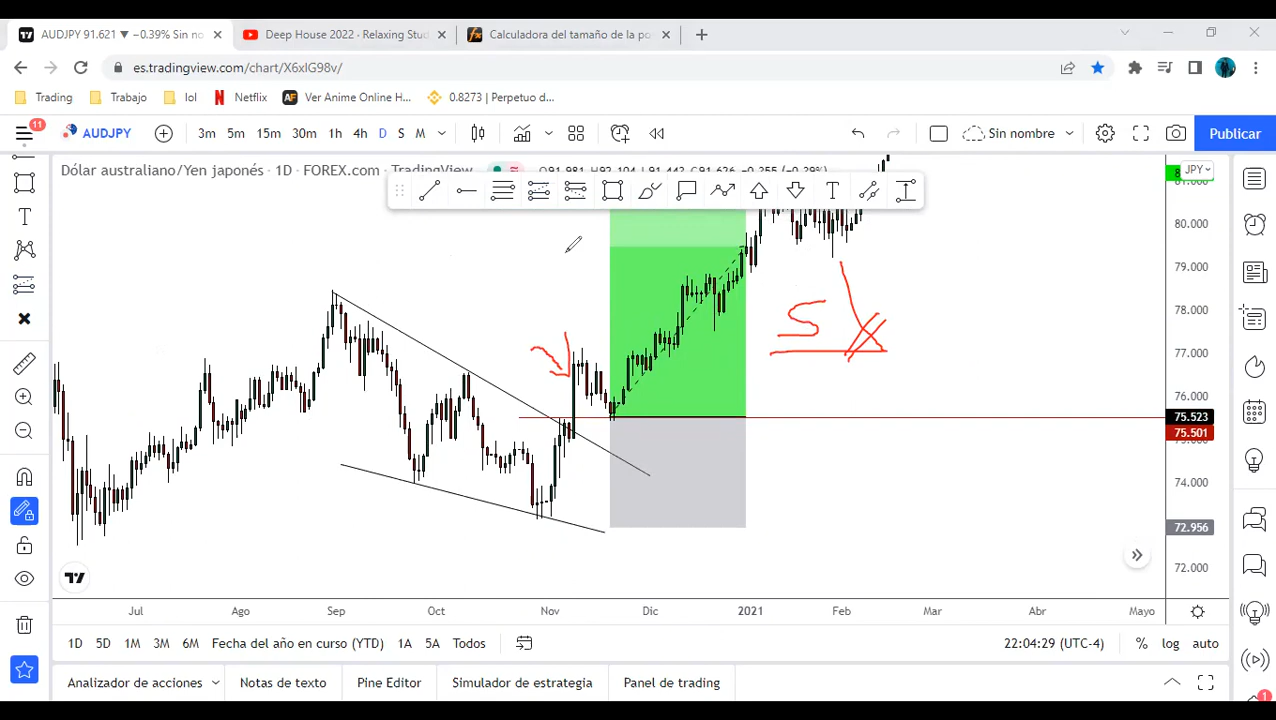 AUDJPY 91.621 ▼ −0.39% Sin no
Deep House 2022 - Relaxing Stud
Calculadora del tamaño de la po
es.tradingview.com/chart/X6xlG98v/
Trading
Trabajo
lol
Netflix
Ver Anime Online H...
0.8273 | Perpetuo d...
11
AUDJPY
3m 5m 15m 30m 1h 4h D S M
Sin nombre
Publicar
Dólar australiano/Yen japonés · 1D · FOREX.com · TradingView
JPY
80.000
79.000
78.000
77.000
76.000
75.523
75.501
74.000
72.956
72.000
S
Jul Ago Sep Oct Nov Dic 2021 Feb Mar Abr Mayo
1D 5D 1M 3M 6M Fecha del año en curso (YTD) 1A 5A Todos
22:04:29 (UTC-4) % log auto
Analizador de acciones Notas de texto Pine Editor Simulador de estrategia Panel de trading
1